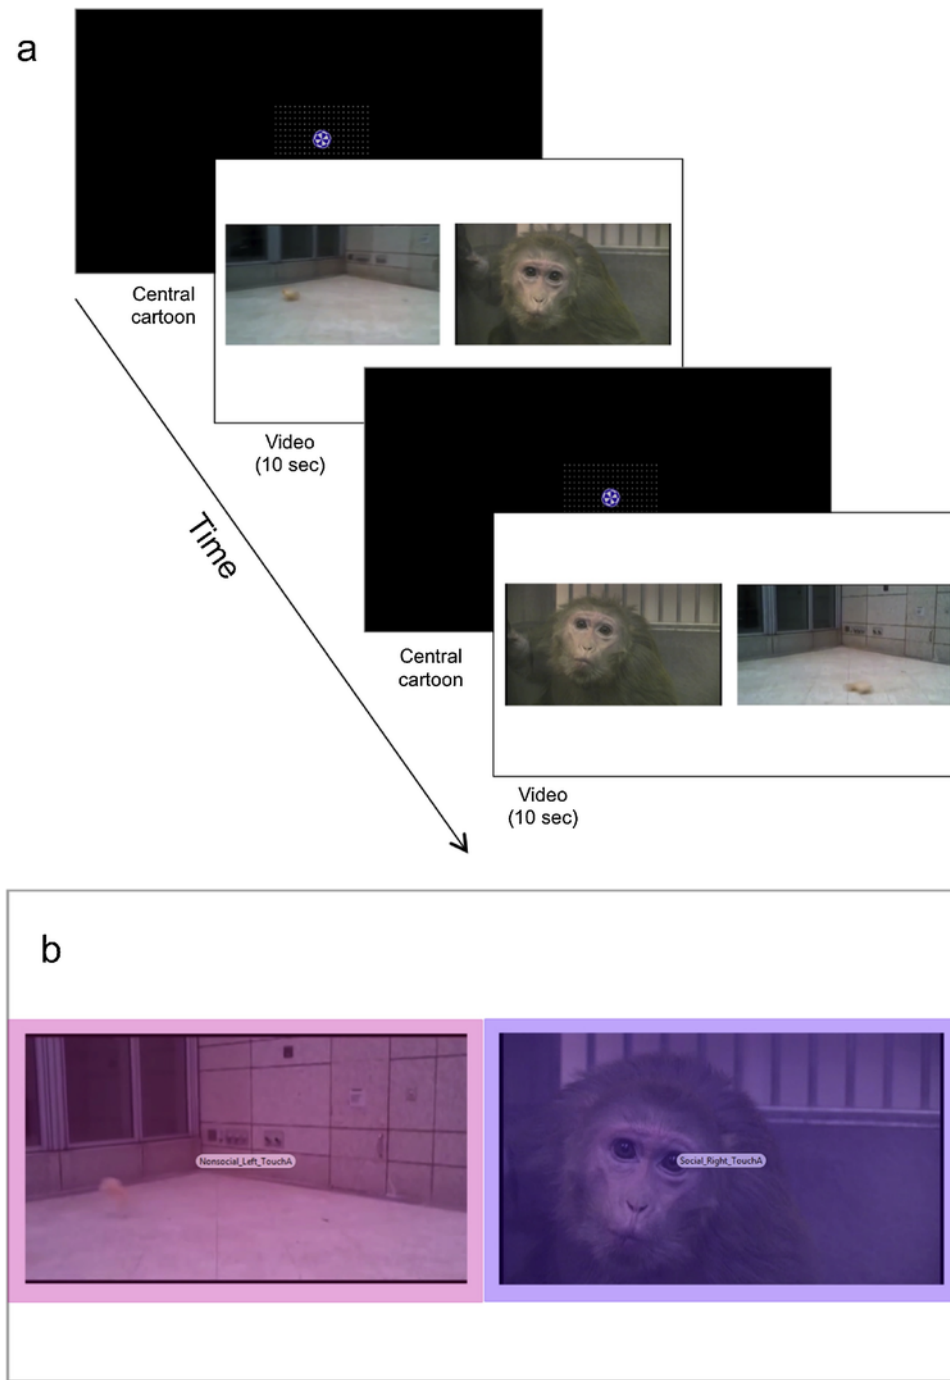 a
Central
cartoon
Video
(10 sec)
Time
Central
cartoon
Video
(10 sec)
b
Nonsocial_Left_TouchA
Social_Right_TouchA